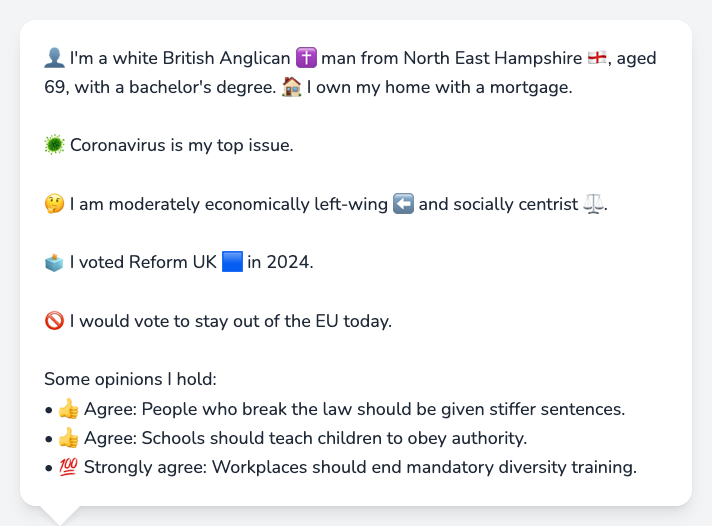 👤 I'm a white British Anglican ✝️ man from North East Hampshire 🏴󠁧󠁢󠁥󠁮󠁧󠁿, aged
69, with a bachelor's degree. 🏠 I own my home with a mortgage.
🦠 Coronavirus is my top issue.
🤔 I am moderately economically left-wing ⬅️ and socially centrist ⚖️.
🗳️ I voted Reform UK 🟦 in 2024.
🚫 I would vote to stay out of the EU today.
Some opinions I hold:
• 👍 Agree: People who break the law should be given stiffer sentences.
• 👍 Agree: Schools should teach children to obey authority.
• 💯 Strongly agree: Workplaces should end mandatory diversity training.